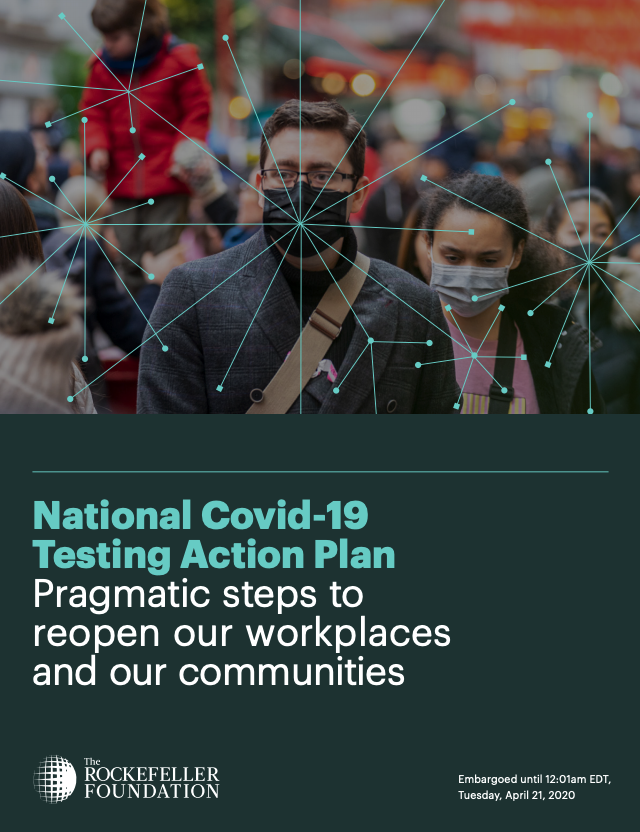 National Covid-19
Testing Action Plan
Pragmatic steps to
reopen our workplaces
and our communities
The
ROCKEFELLER
FOUNDATION
Embargoed until 12:01am EDT,
Tuesday, April 21, 2020